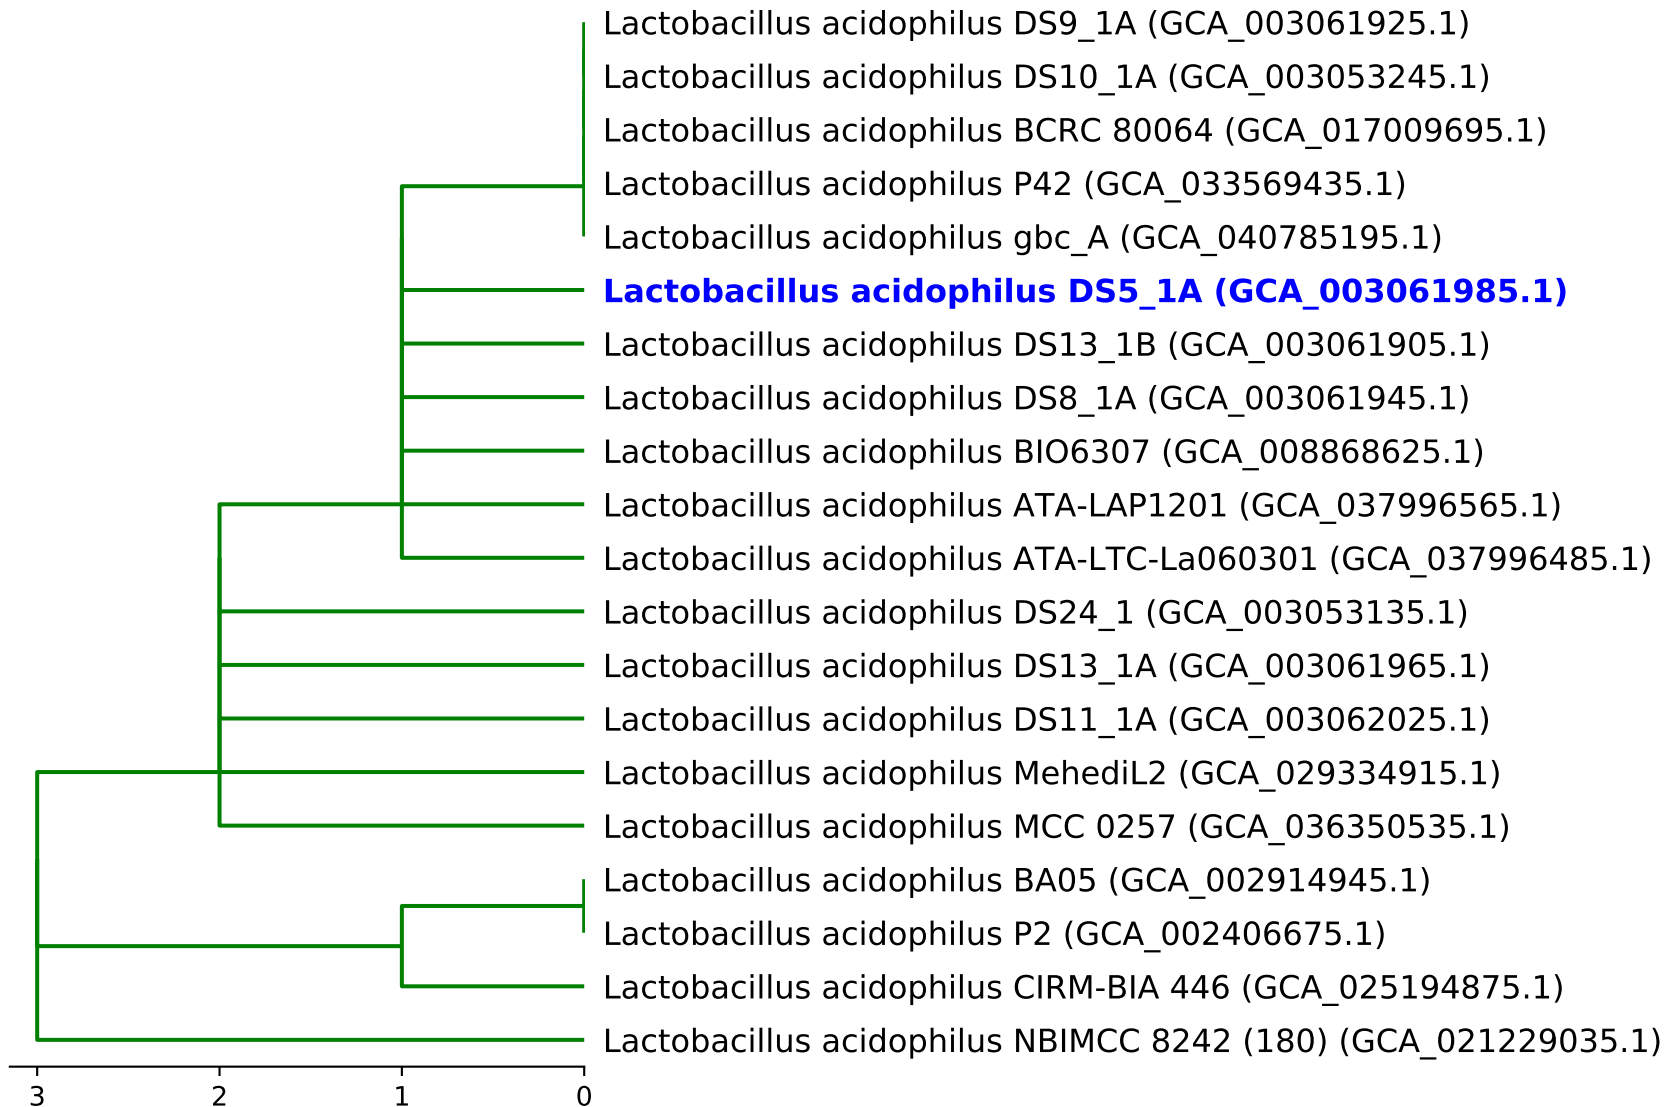 Lactobacillus acidophilus DS9_1A (GCA_003061925.1)
Lactobacillus acidophilus DS10_1A (GCA_003053245.1)
Lactobacillus acidophilus BCRC 80064 (GCA_017009695.1)
Lactobacillus acidophilus P42 (GCA_033569435.1)
Lactobacillus acidophilus gbc_A (GCA_040785195.1)
Lactobacillus acidophilus DS5_1A (GCA_003061985.1)
Lactobacillus acidophilus DS13_1B (GCA_003061905.1)
Lactobacillus acidophilus DS8_1A (GCA_003061945.1)
Lactobacillus acidophilus BIO6307 (GCA_008868625.1)
Lactobacillus acidophilus ATA-LAP1201 (GCA_037996565.1)
Lactobacillus acidophilus ATA-LTC-La060301 (GCA_037996485.1)
Lactobacillus acidophilus DS24_1 (GCA_003053135.1)
Lactobacillus acidophilus DS13_1A (GCA_003061965.1)
Lactobacillus acidophilus DS11_1A (GCA_003062025.1)
Lactobacillus acidophilus MehediL2 (GCA_029334915.1)
Lactobacillus acidophilus MCC 0257 (GCA_036350535.1)
Lactobacillus acidophilus BA05 (GCA_002914945.1)
Lactobacillus acidophilus P2 (GCA_002406675.1)
Lactobacillus acidophilus CIRM-BIA 446 (GCA_025194875.1)
Lactobacillus acidophilus NBIMCC 8242 (180) (GCA_021229035.1)
3 2 1 0